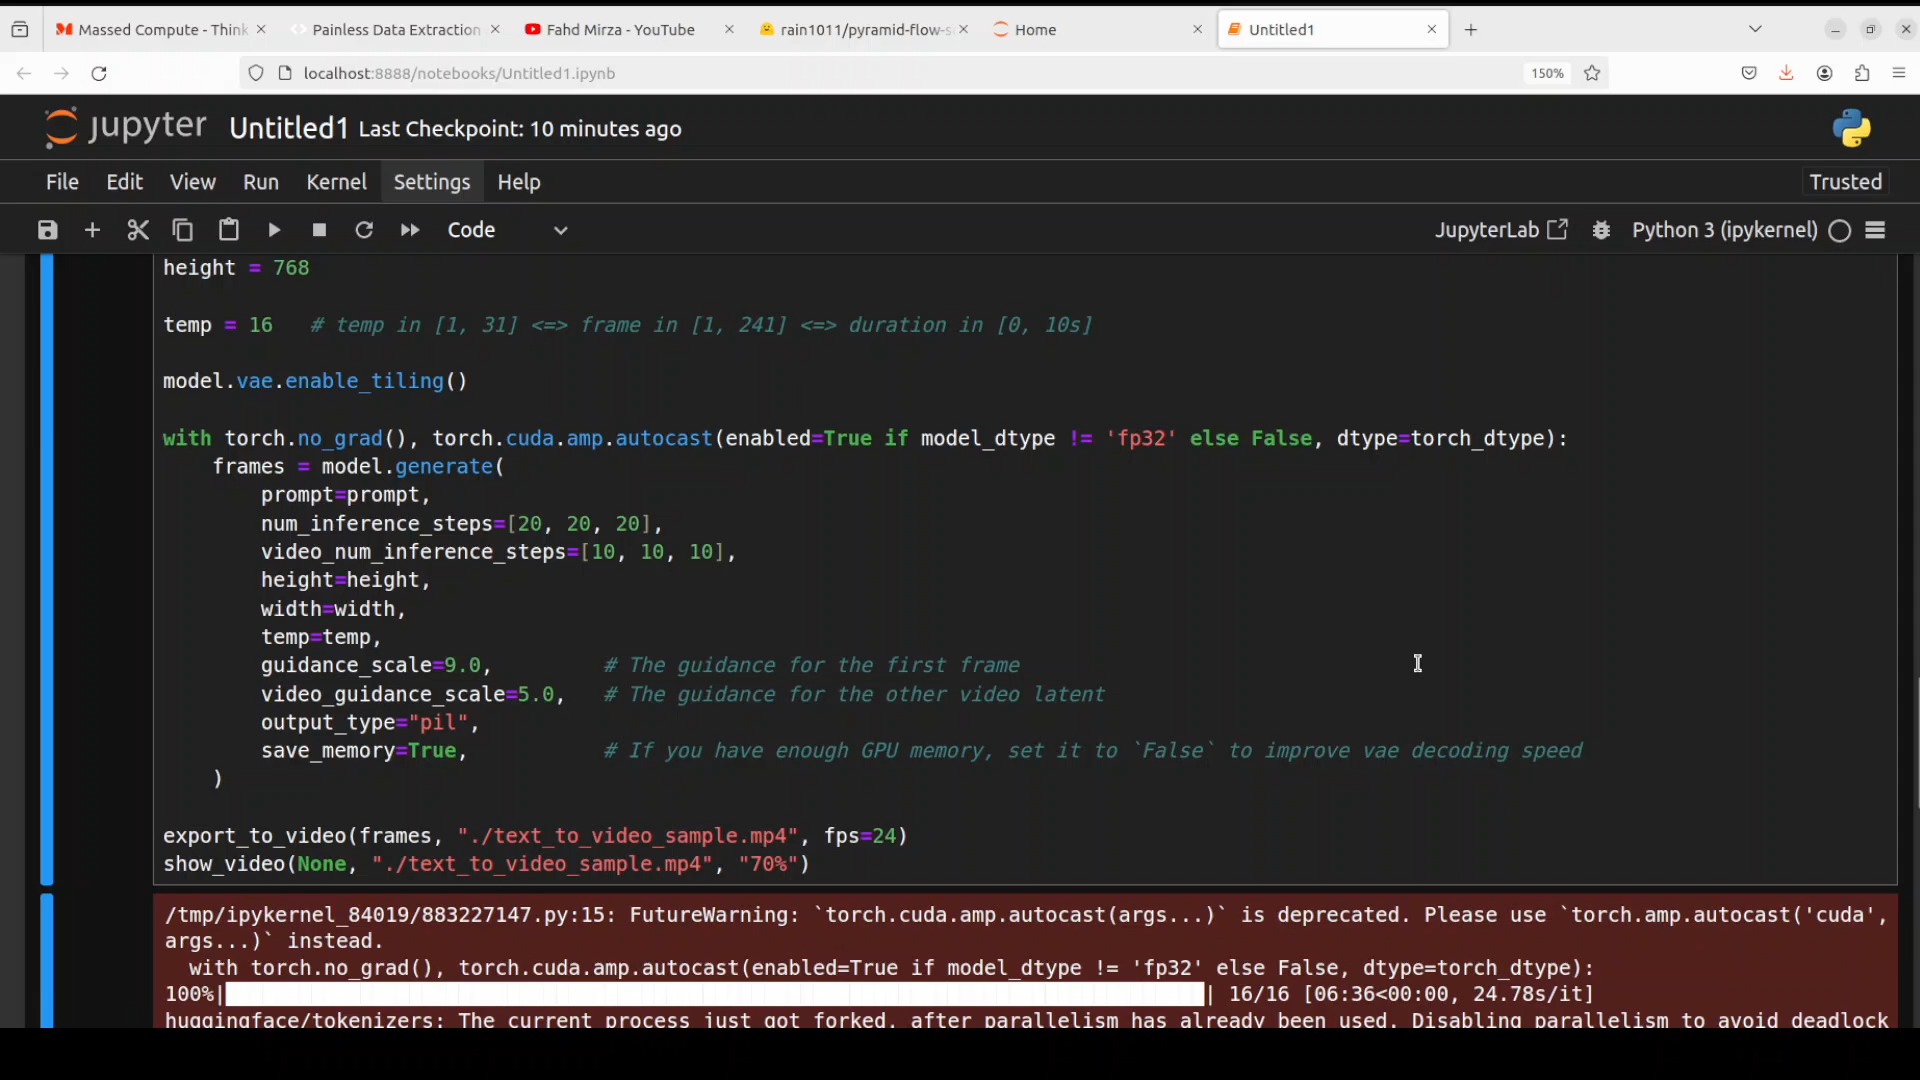 Massed Compute - Think
Painless Data Extraction
Fahd Mirza - YouTube
rain1011/pyramid-flow-s
Home
Untitled1
localhost:8888/notebooks/Untitled1.ipynb
150%
jupyter Untitled1 Last Checkpoint: 10 minutes ago
File Edit View Run Kernel Settings Help
Trusted
Code
JupyterLab
Python 3 (ipykernel)
height = 768
temp = 16   # temp in [1, 31] <=> frame in [1, 241] <=> duration in [0, 10s]
model.vae.enable_tiling()
with torch.no_grad(), torch.cuda.amp.autocast(enabled=True if model_dtype != 'fp32' else False, dtype=torch_dtype):
    frames = model.generate(
        prompt=prompt,
        num_inference_steps=[20, 20, 20],
        video_num_inference_steps=[10, 10, 10],
        height=height,
        width=width,
        temp=temp,
        guidance_scale=9.0,         # The guidance for the first frame
        video_guidance_scale=5.0,   # The guidance for the other video latent
        output_type="pil",
        save_memory=True,           # If you have enough GPU memory, set it to `False` to improve vae decoding speed
    )
export_to_video(frames, "./text_to_video_sample.mp4", fps=24)
show_video(None, "./text_to_video_sample.mp4", "70%")
/tmp/ipykernel_84019/883227147.py:15: FutureWarning: `torch.cuda.amp.autocast(args...)` is deprecated. Please use `torch.amp.autocast('cuda',
args...)` instead.
  with torch.no_grad(), torch.cuda.amp.autocast(enabled=True if model_dtype != 'fp32' else False, dtype=torch_dtype):
100%| | 16/16 [06:36<00:00, 24.78s/it]
huggingface/tokenizers: The current process just got forked, after parallelism has already been used. Disabling parallelism to avoid deadlock